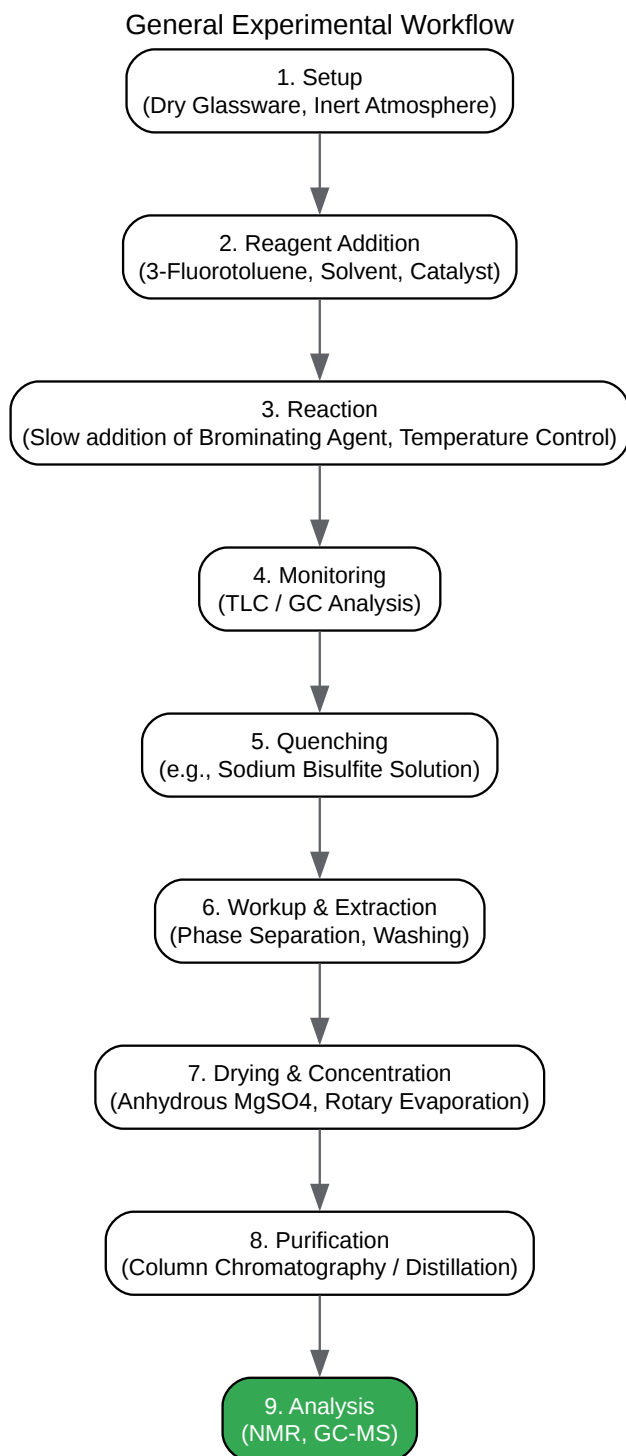 General Experimental Workflow
1. Setup
(Dry Glassware, Inert Atmosphere)
2. Reagent Addition
(3-Fluorotoluene, Solvent, Catalyst)
3. Reaction
(Slow addition of Brominating Agent, Temperature Control)
4. Monitoring
(TLC / GC Analysis)
5. Quenching
(e.g., Sodium Bisulfite Solution)
6. Workup & Extraction
(Phase Separation, Washing)
7. Drying & Concentration
(Anhydrous MgSO4, Rotary Evaporation)
8. Purification
(Column Chromatography / Distillation)
9. Analysis
(NMR, GC-MS)